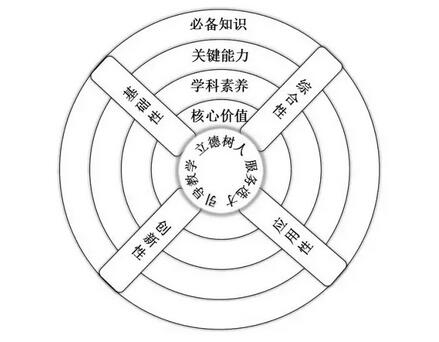 必备知识
关键能力
学科素养
核心价值
基础性
综合性
立德树人
服务选才
引导教学
创新性
应用性